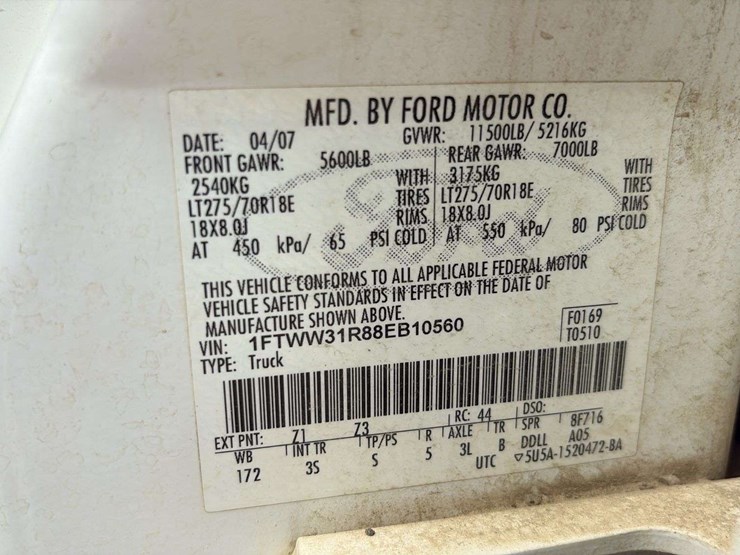 MFD. BY FORD MOTOR CO.
DATE: 04/07 GVWR: 11500LB/ 5216KG
FRONT GAWR: 5600LB REAR GAWR: 7000LB
2540KG WITH 3175KG WITH
LT275/70R18E TIRES LT275/70R18E TIRES
18X8.0J RIMS 18X8.0J RIMS
AT 450 kPa/ 65 PSI COLD AT 550 kPa/ 80 PSI COLD
Ford
THIS VEHICLE CONFORMS TO ALL APPLICABLE FEDERAL MOTOR
VEHICLE SAFETY STANDARDS IN EFFECT ON THE DATE OF
MANUFACTURE SHOWN ABOVE.
VIN: 1FTWW31R88EB10560 F0169
TYPE: Truck T0510
EXT PNT: Z1 Z3 RC: 44 DSO: 8F716
WB INT TR TP/PS R AXLE TR SPR A05
172 3S S 5 3L B DDLL
UTC ▽5U5A-1520472-BA